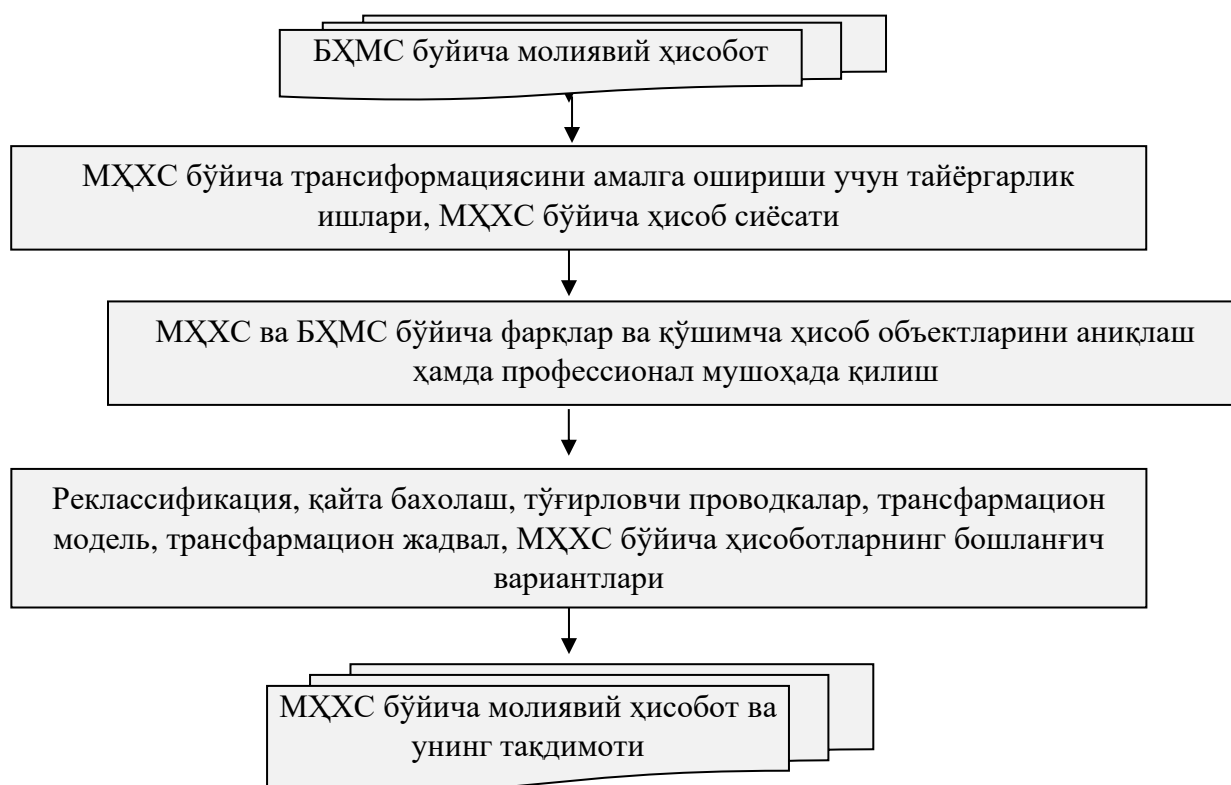 БҲМС буйича молиявий ҳисобот
МҲХС бўйича трансиформациясини амалга ошириши учун тайёргарлик
ишлари, МҲХС бўйича ҳисоб сиёсати
МҲХС ва БҲМС бўйича фарқлар ва қўшимча ҳисоб объектларини аниқлаш
ҳамда профессионал мушоҳада қилиш
Реклассификация, қайта бахолаш, тўғирловчи проводкалар, трансфармацион
модель, трансфармацион жадвал, МҲХС бўйича ҳисоботларнинг бошланғич
вариантлари
МҲХС бўйича молиявий ҳисобот ва
унинг тақдимоти